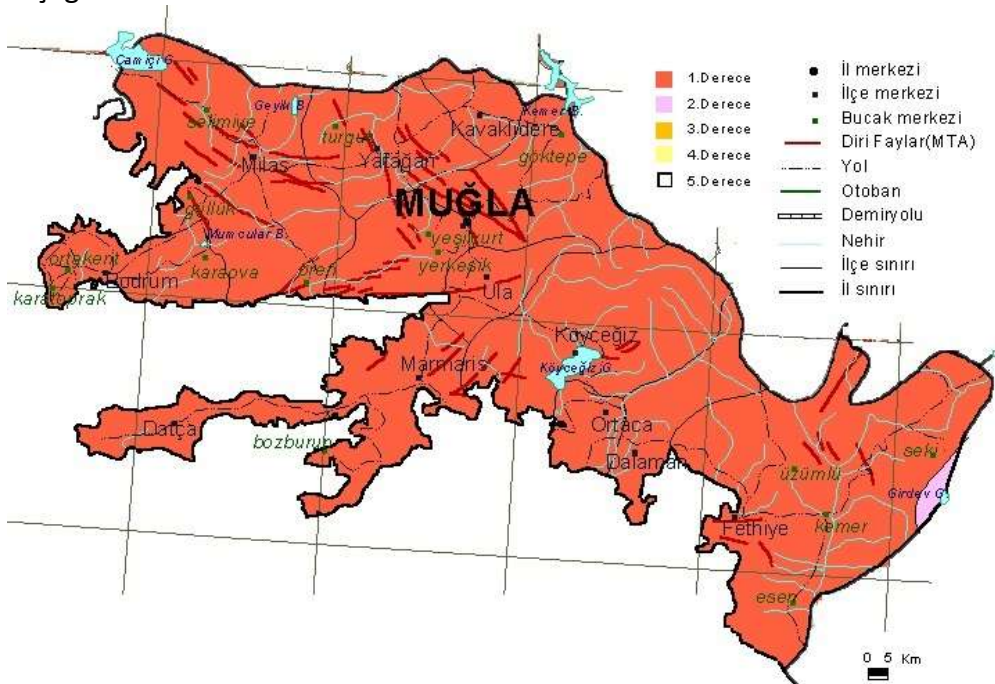 Camiçi G.
selimiye
Geyik B.
turgut
Kavaklıdere
Kemer B.
göktepe
Milas
Yatağan
MUĞLA
güllük
Mumcular B.
yeşilyurt
yerkesik
ortakent
karaova
ören
Bodrum
karatoprak
Ula
Köyceğiz
Köyceğiz G.
Marmaris
Datça
bozburun
Ortaca
Dalaman
üzümlü
seki
Girdev G.
Fethiye
kemer
esen
1.Derece
2.Derece
3.Derece
4.Derece
5.Derece
İl merkezi
İlçe merkezi
Bucak merkezi
Diri Faylar(MTA)
Yol
Otoban
Demiryolu
Nehir
İlçe sınırı
İl sınırı
0 5 Km